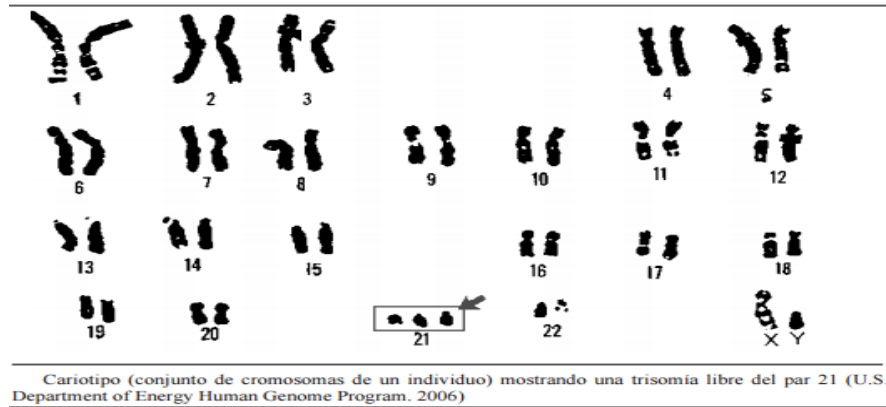 1 2 3 4 5
6 7 8 9 10 11 12
13 14 15 16 17 18
19 20 21 22 X Y
Cariotipo (conjunto de cromosomas de un individuo) mostrando una trisomía libre del par 21 (U.S.
Department of Energy Human Genome Program. 2006)